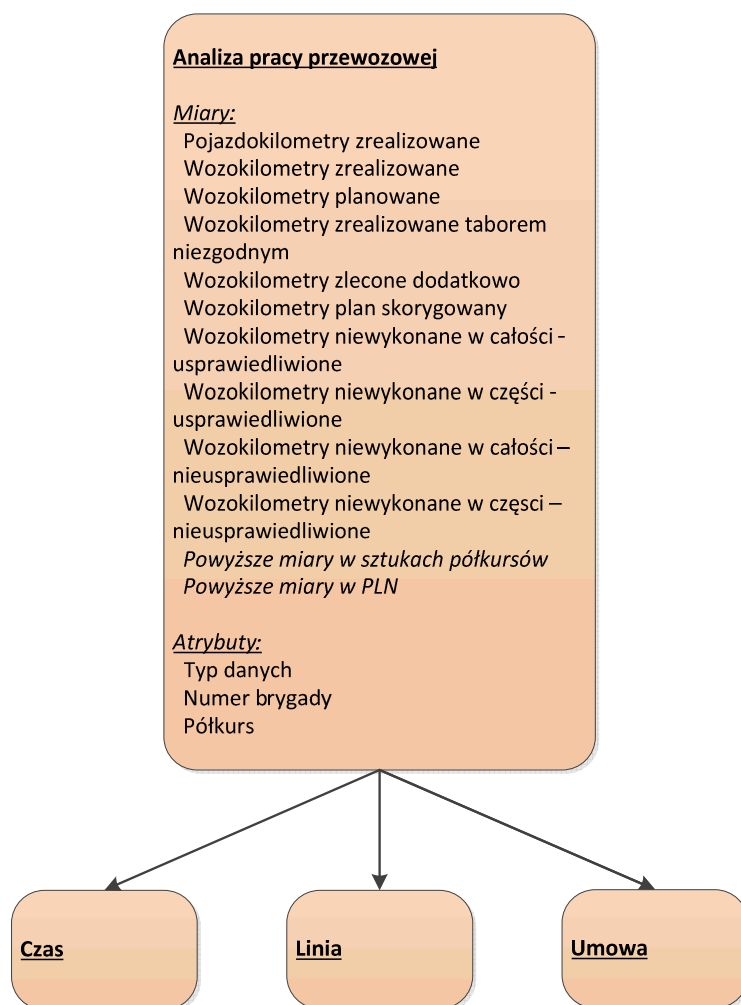 Analiza pracy przewozowej
Miary:
Pojazdokilometry zrealizowane
Wozokilometry zrealizowane
Wozokilometry planowane
Wozokilometry zrealizowane taborem
niezgodnym
Wozokilometry zlecone dodatkowo
Wozokilometry plan skorygowany
Wozokilometry niewykonane w całości -
usprawiedliwione
Wozokilometry niewykonane w części -
usprawiedliwione
Wozokilometry niewykonane w całości –
nieusprawiedliwione
Wozokilometry niewykonane w częsci –
nieusprawiedliwione
Powyższe miary w sztukach półkursów
Powyższe miary w PLN
Atrybuty:
Typ danych
Numer brygady
Półkurs
Czas
Linia
Umowa